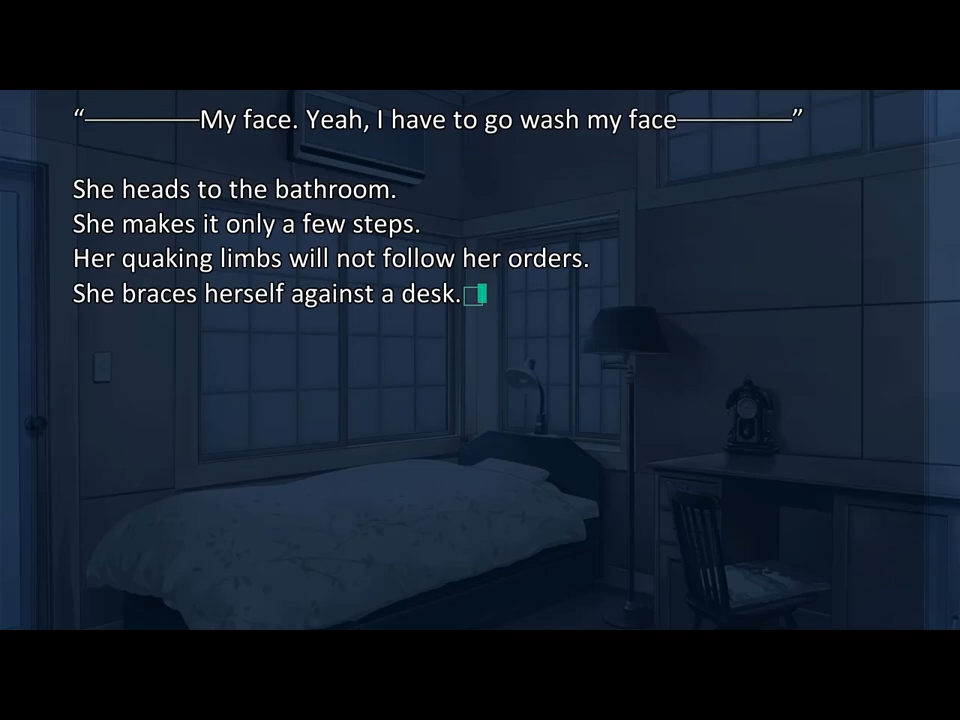 “————My face. Yeah, I have to go wash my face————”
She heads to the bathroom.
She makes it only a few steps.
Her quaking limbs will not follow her orders.
She braces herself against a desk.